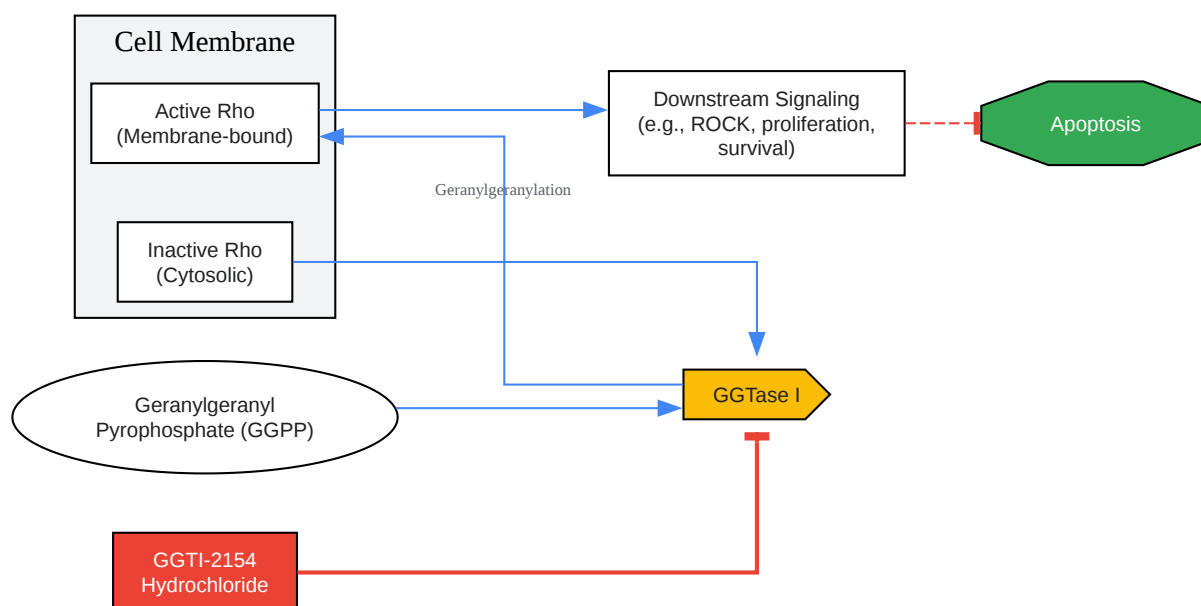 Cell Membrane
Active Rho
(Membrane-bound)
Downstream Signaling
(e.g., ROCK, proliferation,
survival)
Apoptosis
Geranylgeranylation
Inactive Rho
(Cytosolic)
GGTase I
Geranylgeranyl
Pyrophosphate (GGPP)
GGTI-2154
Hydrochloride